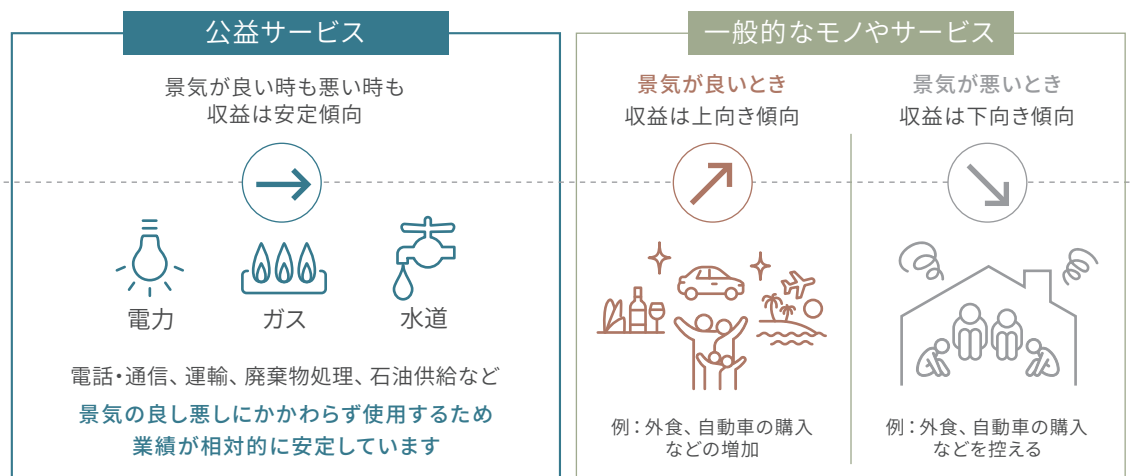 公益サービス
景気が良い時も悪い時も
収益は安定傾向
電力
ガス
水道
電話・通信、運輸、廃棄物処理、石油供給など
景気の良し悪しにかかわらず使用するため
業績が相対的に安定しています
一般的なモノやサービス
景気が良いとき
収益は上向き傾向
例：外食、自動車の購入
などの増加
景気が悪いとき
収益は下向き傾向
例：外食、自動車の購入
などを控える